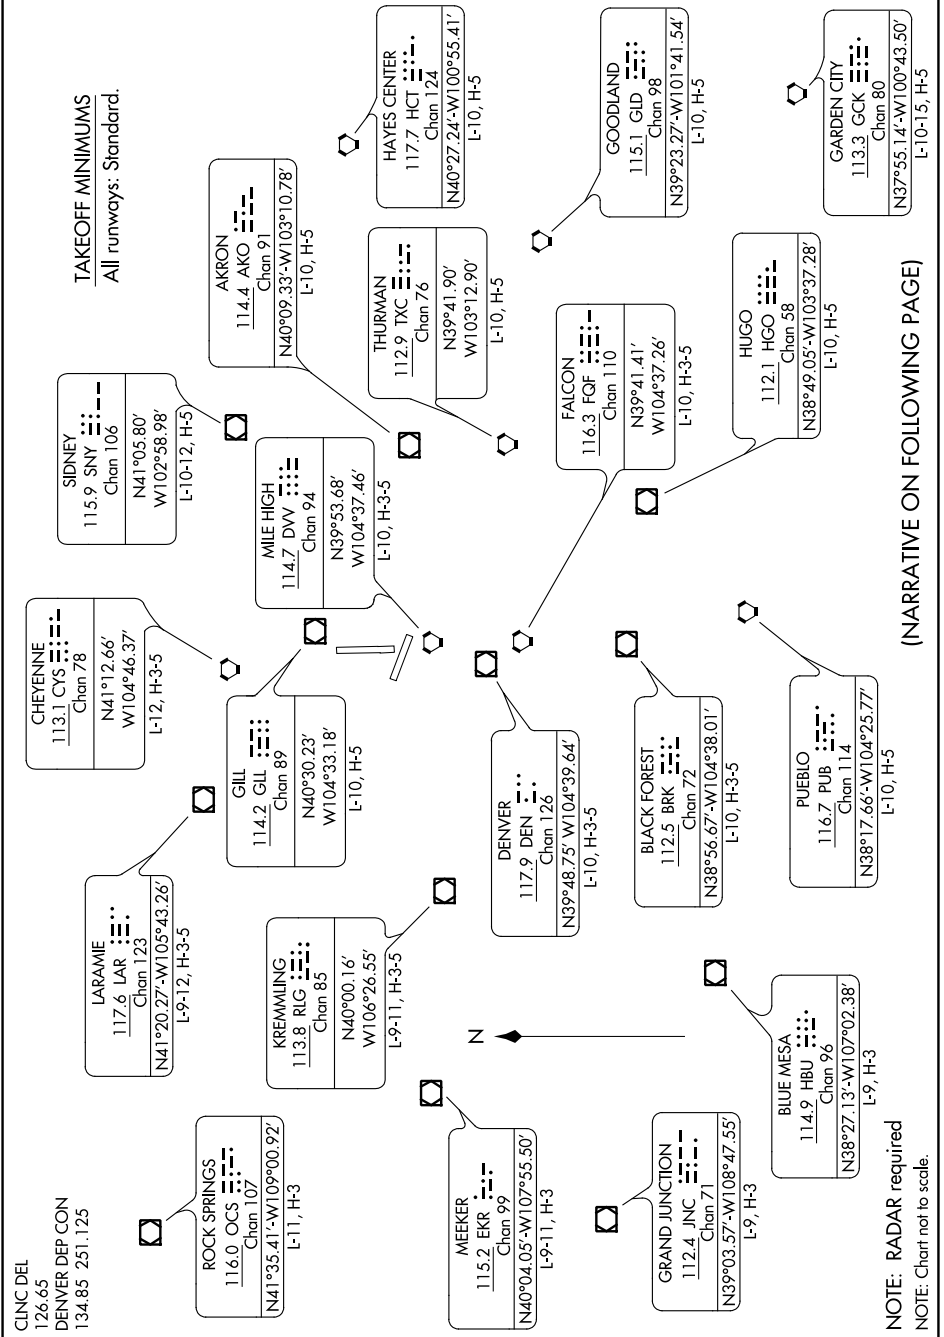 CLNC DEL
126.65
DENVER DEP CON
134.85 251.125
TAKEOFF MINIMUMS
All runways: Standard.
ROCK SPRINGS
116.0 OCS
Chan 107
N41°35.41'-W109°00.92'
L-11, H-3
LARAMIE
117.6 LAR
Chan 123
N41°20.27'-W105°43.26'
L-9-12, H-3-5
CHEYENNE
113.1 CYS
Chan 78
N41°12.66'
W104°46.37'
L-12, H-3-5
SIDNEY
115.9 SNY
Chan 106
N41°05.80'
W102°58.98'
L-10-12, H-5
AKRON
114.4 AKO
Chan 91
N40°09.33'-W103°10.78'
L-10, H-5
HAYES CENTER
117.7 HCT
Chan 124
N40°27.24'-W100°55.41'
L-10, H-5
GILL
114.2 GLL
Chan 89
N40°30.23'
W104°33.18'
L-10, H-5
MILE HIGH
114.7 DVV
Chan 94
N39°53.68'
W104°37.46'
L-10, H-3-5
THURMAN
112.9 TXC
Chan 76
N39°41.90'
W103°12.90'
L-10, H-5
KREMMLING
113.8 RLG
Chan 85
N40°00.16'
W106°26.55'
L-9-11, H-3-5
N
MEEKER
115.2 EKR
Chan 99
N40°04.05'-W107°55.50'
L-9-11, H-3
DENVER
117.9 DEN
Chan 126
N39°48.75' W104°39.64'
L-10, H-3-5
FALCON
116.3 FQF
Chan 110
N39°41.41'
W104°37.26'
L-10, H-3-5
GOODLAND
115.1 GLD
Chan 98
N39°23.27'-W101°41.54'
L-10, H-5
GRAND JUNCTION
112.4 JNC
Chan 71
N39°03.57'-W108°47.55'
L-9, H-3
BLACK FOREST
112.5 BRK
Chan 72
N38°56.67'-W104°38.01'
L-10, H-3-5
HUGO
112.1 HGO
Chan 58
N38°49.05'-W103°37.28'
L-10, H-5
BLUE MESA
114.9 HBU
Chan 96
N38°27.13'-W107°02.38'
L-9, H-3
PUEBLO
116.7 PUB
Chan 114
N38°17.66'-W104°25.77'
L-10, H-5
GARDEN CITY
113.3 GCK
Chan 80
N37°55.14'-W100°43.50'
L-10-15, H-5
NOTE: RADAR required
NOTE: Chart not to scale.
(NARRATIVE ON FOLLOWING PAGE)